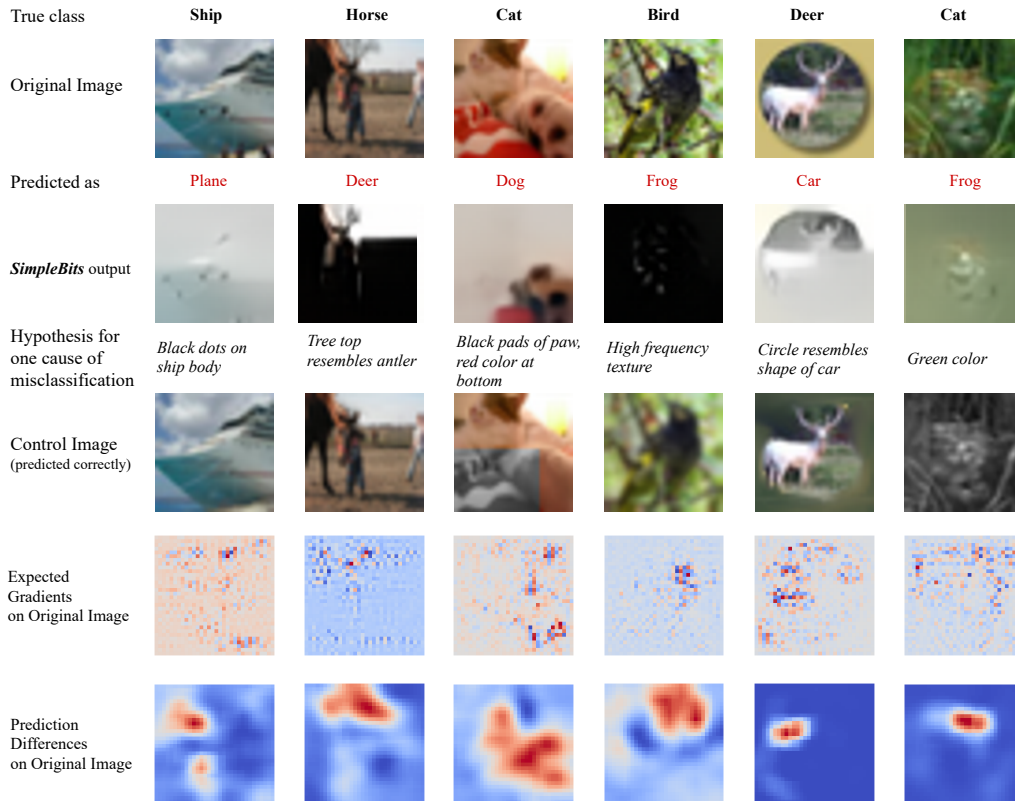 True class Ship Horse Cat Bird Deer Cat
Original Image
Predicted as Plane Deer Dog Frog Car Frog
SimpleBits output
Hypothesis for
one cause of
misclassification
Black dots on
ship body
Tree top
resembles antler
Black pads of paw,
red color at
bottom
High frequency
texture
Circle resembles
shape of car
Green color
Control Image
(predicted correctly)
Expected
Gradients
on Original Image
Prediction
Differences
on Original Image